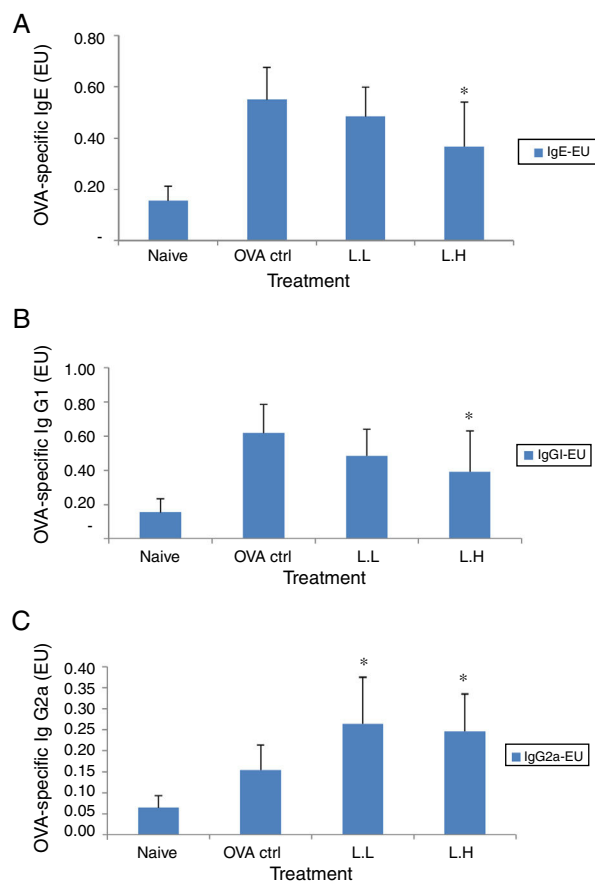 A
OVA-specific IgE (EU)
0.80
0.60
0.40
0.20
-
*
Naive OVA ctrl L.L L.H
Treatment
IgE-EU
B
OVA-specific Ig G1 (EU)
1.00
0.80
0.60
0.40
0.20
-
*
Naive OVA ctrl L.L L.H
Treatment
IgGI-EU
C
OVA-specific Ig G2a (EU)
0.40
0.35
0.30
0.25
0.20
0.15
0.10
0.05
0.00
* *
Naive OVA ctrl L.L L.H
Treatment
IgG2a-EU